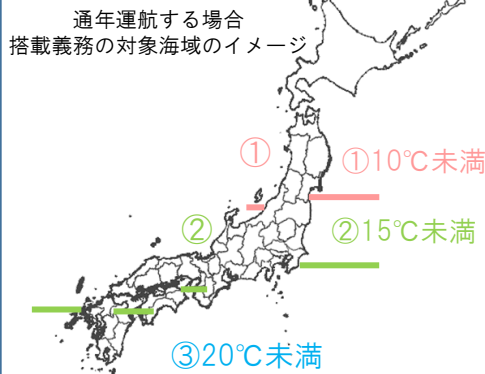 通年運航する場合
搭載義務の対象海域のイメージ
①
①10℃未満
②
②15℃未満
③20℃未満